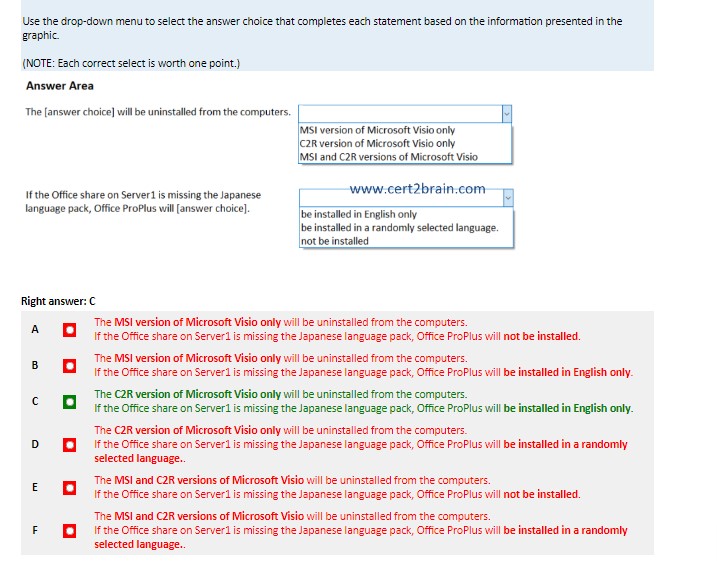 Use the drop-down menu to select the answer choice that completes each statement based on the information presented in the
graphic.
(NOTE: Each correct select is worth one point.)
Answer Area
The [answer choice] will be uninstalled from the computers.
MSI version of Microsoft Visio only
C2R version of Microsoft Visio only
MSI and C2R versions of Microsoft Visio
www.cert2brain.com
If the Office share on Server1 is missing the Japanese
language pack, Office ProPlus will [answer choice].
be installed in English only
be installed in a randomly selected language.
not be installed
Right answer: C
A
The MSI version of Microsoft Visio only will be uninstalled from the computers.
If the Office share on Server1 is missing the Japanese language pack, Office ProPlus will not be installed.
B
The MSI version of Microsoft Visio only will be uninstalled from the computers.
If the Office share on Server1 is missing the Japanese language pack, Office ProPlus will be installed in English only.
C
The C2R version of Microsoft Visio only will be uninstalled from the computers.
If the Office share on Server1 is missing the Japanese language pack, Office ProPlus will be installed in English only.
D
The C2R version of Microsoft Visio only will be uninstalled from the computers.
If the Office share on Server1 is missing the Japanese language pack, Office ProPlus will be installed in a randomly
selected language..
E
The MSI and C2R versions of Microsoft Visio will be uninstalled from the computers.
If the Office share on Server1 is missing the Japanese language pack, Office ProPlus will not be installed.
F
The MSI and C2R versions of Microsoft Visio will be uninstalled from the computers.
If the Office share on Server1 is missing the Japanese language pack, Office ProPlus will be installed in a randomly
selected language..